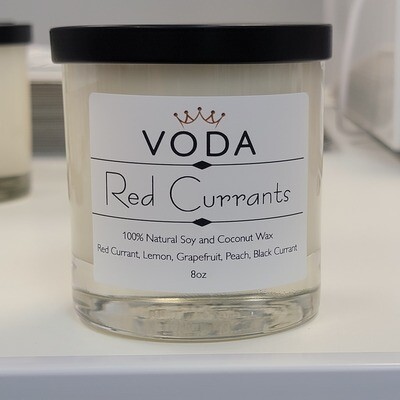 VODA
Red Currants
100% Natural Soy and Coconut Wax
Red Currant, Lemon, Grapefruit, Peach, Black Currant
8oz